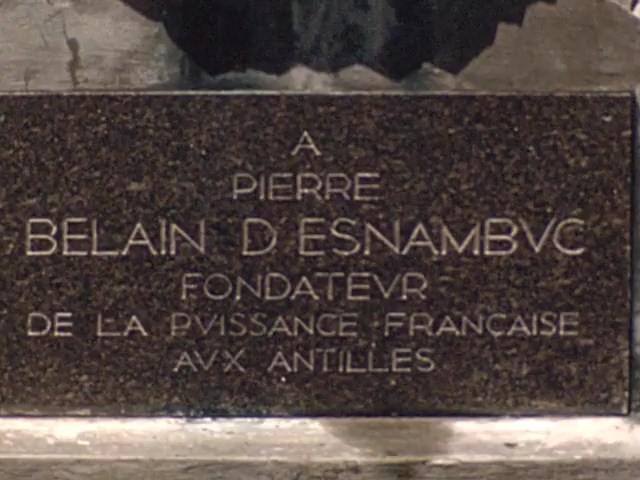 A
PIERRE
BELAIN D'ESNAMBVC
FONDATEVR
DE LA PVISSANCE FRANÇAISE
AVX ANTILLES